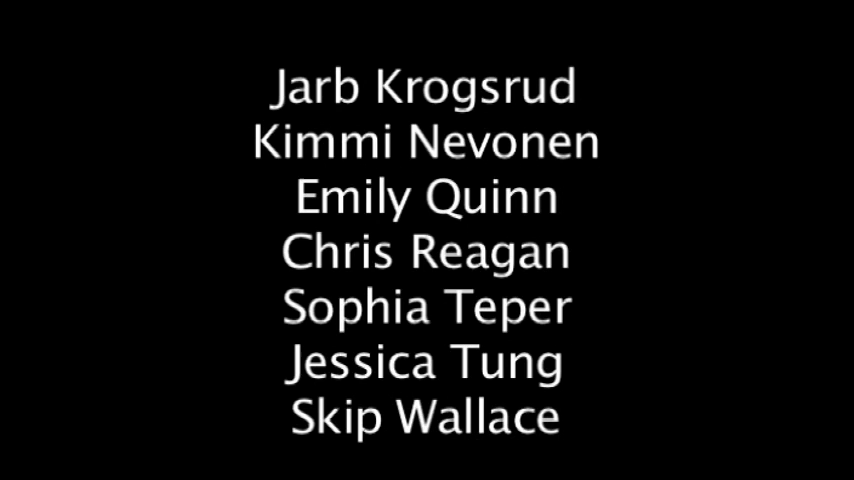 Jarb Krogsrud
Kimmi Nevonen
Emily Quinn
Chris Reagan
Sophia Teper
Jessica Tung
Skip Wallace